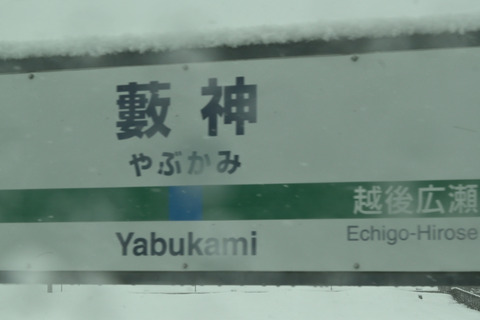 藪神
やぶかみ
越後広瀬
Yabukami
Echigo-Hirose